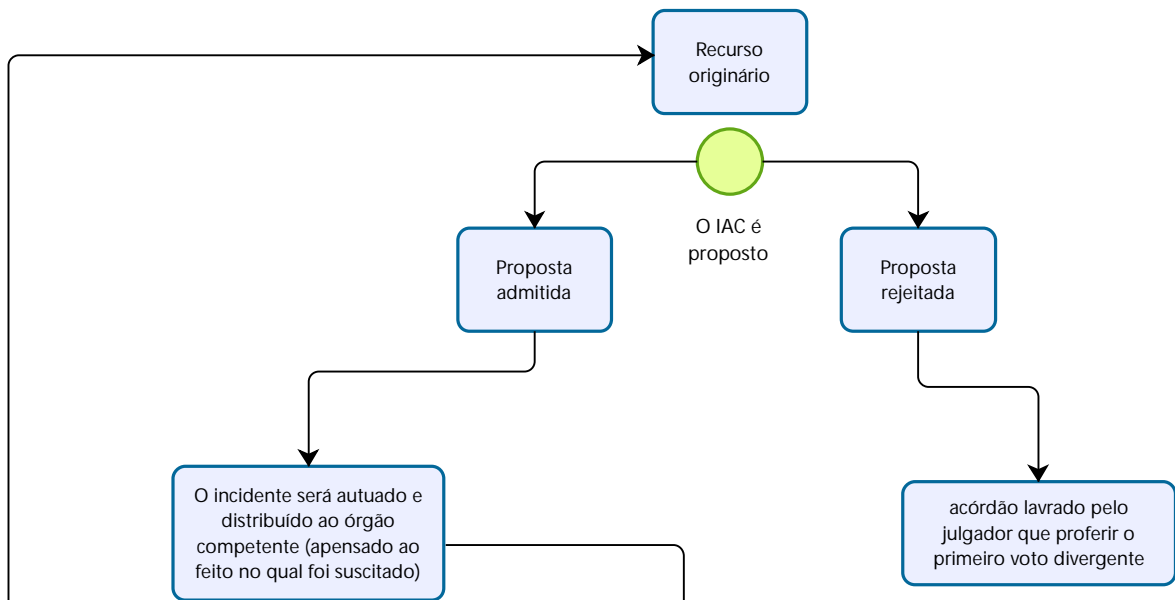 Recurso
originário
O IAC é
proposto
Proposta
admitida
Proposta
rejeitada
O incidente será autuado e
distribuído ao órgão
competente (apensado ao
feito no qual foi suscitado)
acórdão lavrado pelo
julgador que proferir o
primeiro voto divergente